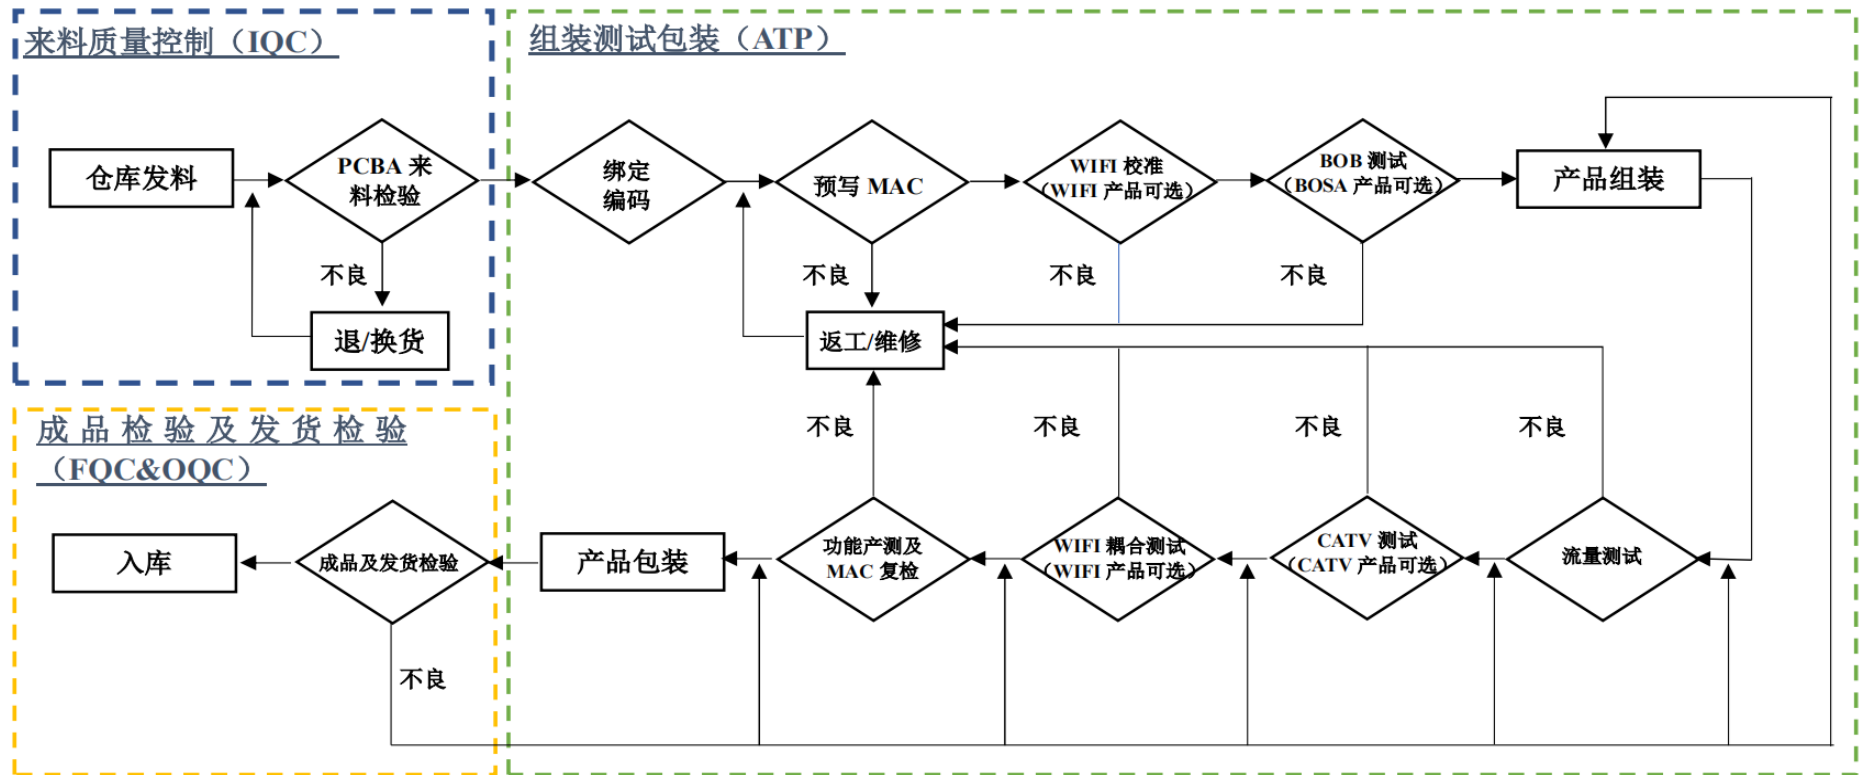 来料质量控制（IQC）
组装测试包装（ATP）
仓库发料
PCBA 来
料检验
绑定
编码
预写 MAC
WIFI 校准
（WIFI 产品可选）
BOB 测试
（BOSA 产品可选）
产品组装
不良
不良
不良
不良
退/换货
返工/维修
成品检验及发货检验
（FQC&OQC）
不良
不良
不良
不良
入库
成品及发货检验
产品包装
功能产测及
MAC 复检
WIFI 耦合测试
（WIFI 产品可选）
CATV 测试
（CATV 产品可选）
流量测试
不良